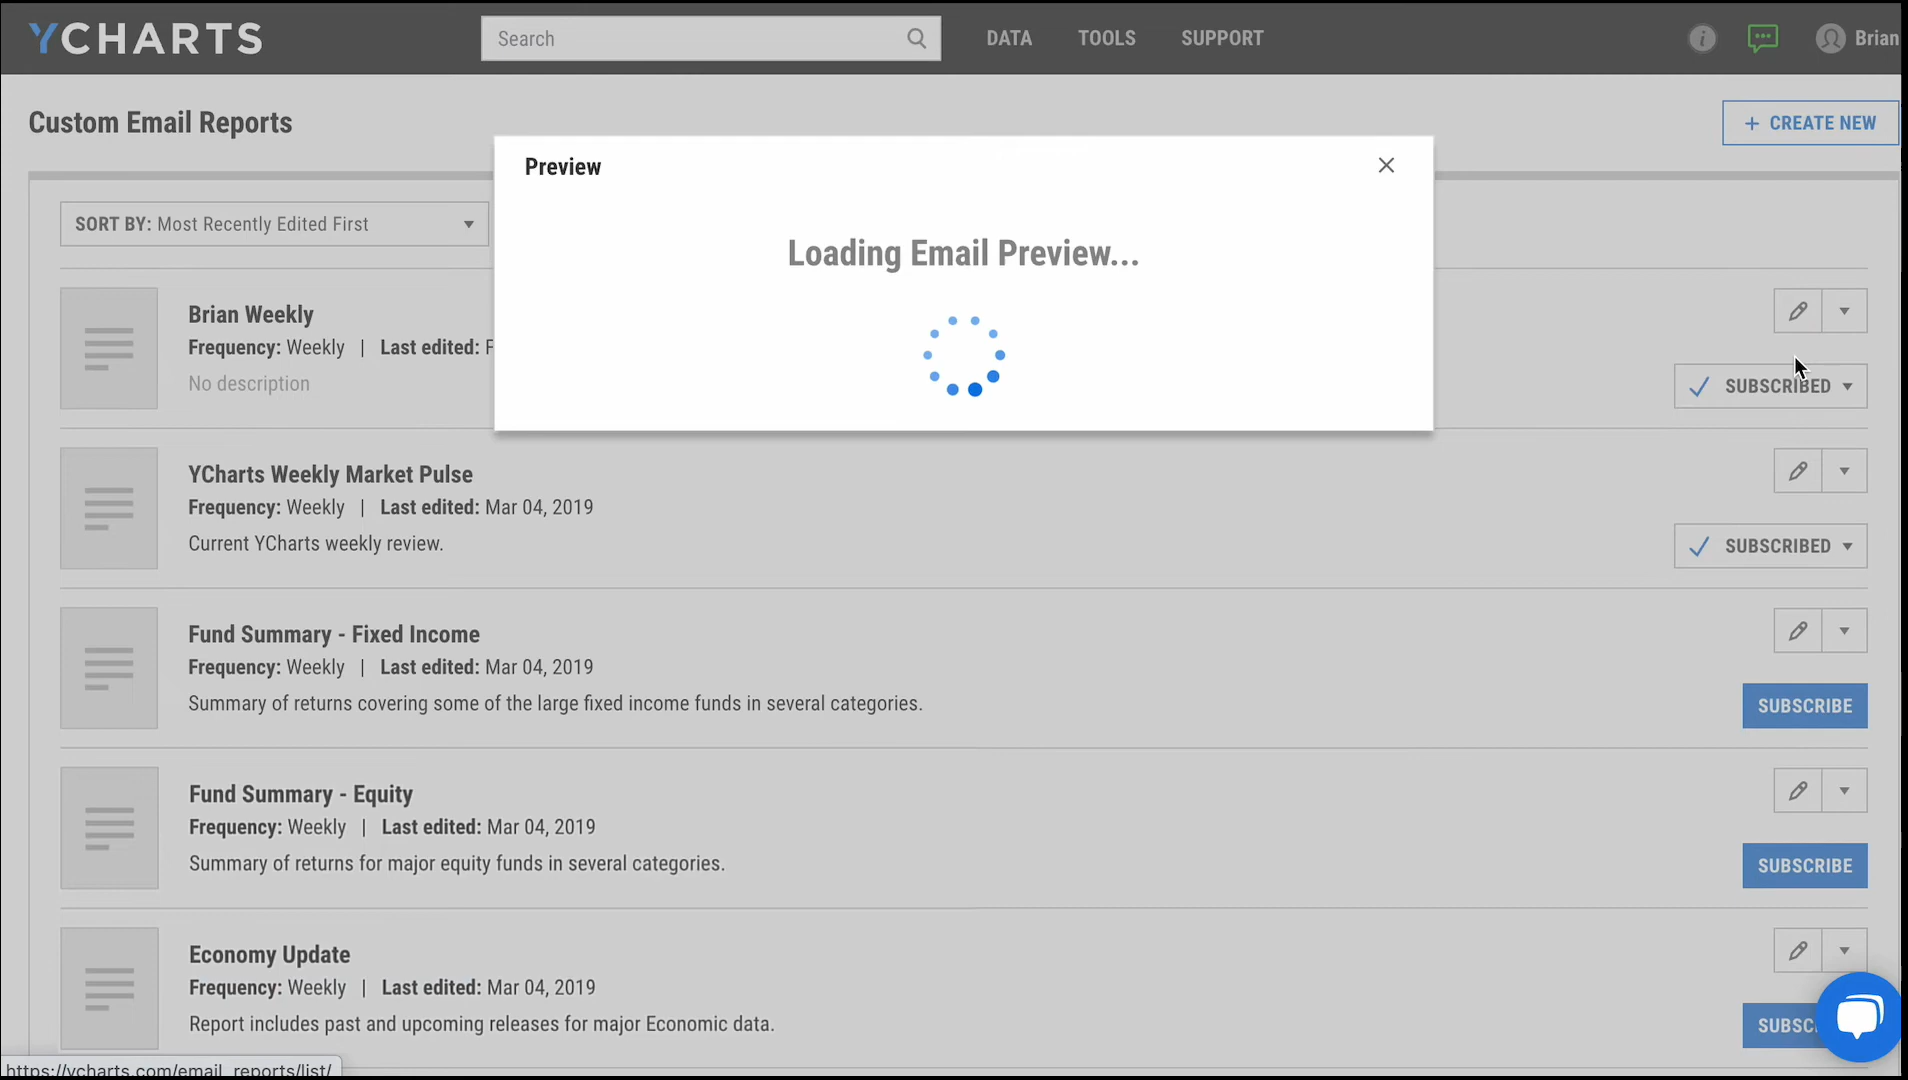 YCHARTS
Search
DATA TOOLS SUPPORT
Brian
Custom Email Reports
+ CREATE NEW
Preview
Loading Email Preview...
SORT BY: Most Recently Edited First
Brian Weekly
Frequency: Weekly | Last edited: F
No description
SUBSCRIBED
YCharts Weekly Market Pulse
Frequency: Weekly | Last edited: Mar 04, 2019
Current YCharts weekly review.
SUBSCRIBED
Fund Summary - Fixed Income
Frequency: Weekly | Last edited: Mar 04, 2019
Summary of returns covering some of the large fixed income funds in several categories.
SUBSCRIBE
Fund Summary - Equity
Frequency: Weekly | Last edited: Mar 04, 2019
Summary of returns for major equity funds in several categories.
SUBSCRIBE
Economy Update
Frequency: Weekly | Last edited: Mar 04, 2019
Report includes past and upcoming releases for major Economic data.
SUBSC
https://ycharts.com/email_reports/list/